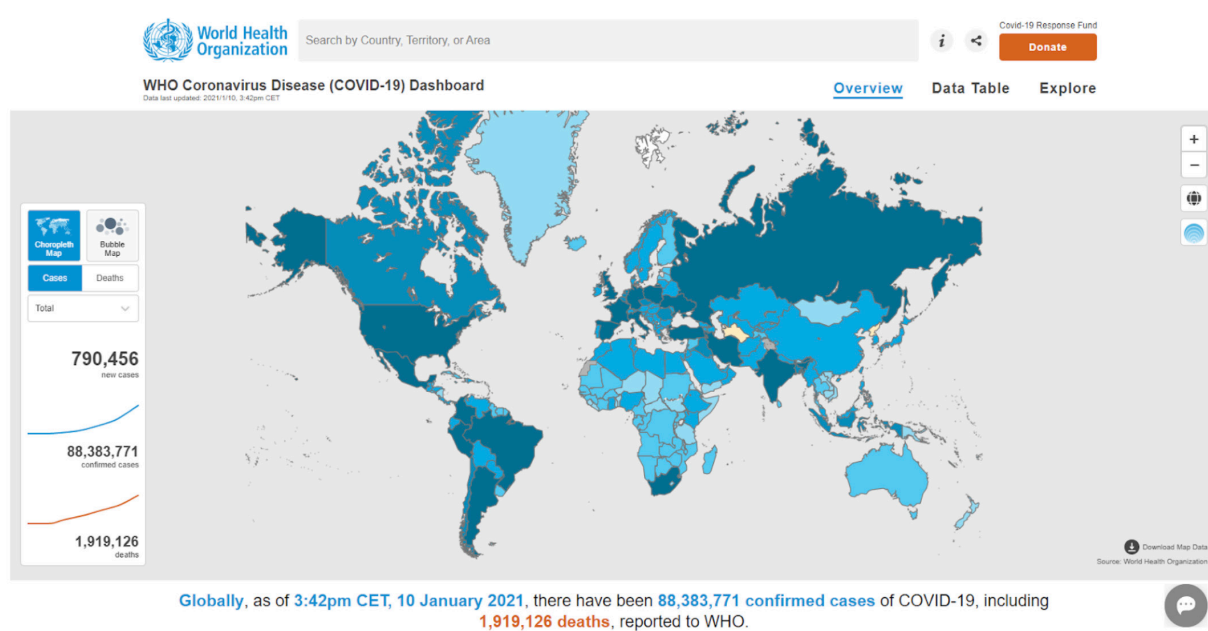 World Health
Organization
Search by Country, Territory, or Area
i
Covid-19 Response Fund
Donate
WHO Coronavirus Disease (COVID-19) Dashboard
Data last updated: 2021/1/10, 3:42pm CET
Overview
Data Table
Explore
+
−
Choropleth
Map
Bubble
Map
Cases
Deaths
Total
790,456
new cases
88,383,771
confirmed cases
1,919,126
deaths
Download Map Data
Source: World Health Organization
Globally, as of 3:42pm CET, 10 January 2021, there have been 88,383,771 confirmed cases of COVID-19, including
1,919,126 deaths, reported to WHO.